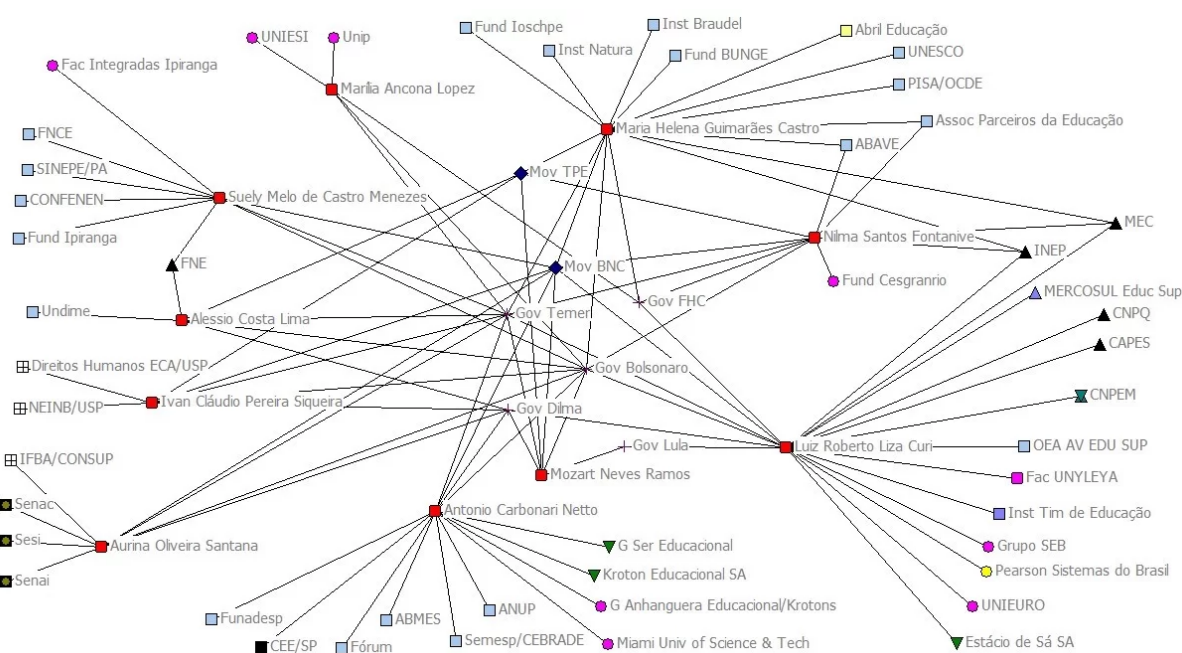 Fund Ioschpe
Inst Braudel
Abril Educação
UNIESI
Unip
Inst Natura
Fund BUNGE
UNESCO
Fac Integradas Ipiranga
PISA/OCDE
Marília Ancona Lopez
Maria Helena Guimarães Castro
Assoc Parceiros da Educação
FNCE
ABAVE
SINEPE/PA
Mov TPE
Suely Melo de Castro Menezes
CONFENEN
MEC
Fund Ipiranga
Nilma Santos Fontanive
INEP
FNE
Mov BNC
Fund Cesgranrio
MERCOSUL Educ Sup
Gov FHC
Undime
Alessio Costa Lima
Gov Temer
CNPQ
CAPES
Direitos Humanos ECA/USP
Gov Bolsonaro
CNPEM
NEINB/USP
Ivan Cláudio Pereira Siqueira
Gov Dilma
Gov Lula
Luiz Roberto Liza Curi
OEA AV EDU SUP
IFBA/CONSUP
Mozart Neves Ramos
Fac UNYLEYA
Senac
Antonio Carbonari Netto
Inst Tim de Educação
Sesi
Aurina Oliveira Santana
G Ser Educacional
Grupo SEB
Senai
Kroton Educacional SA
Pearson Sistemas do Brasil
Funadesp
ABMES
ANUP
G Anhanguera Educacional/Krotons
UNIEURO
CEE/SP
Fórum
Semesp/CEBRADE
Miami Univ of Science & Tech
Estácio de Sá SA